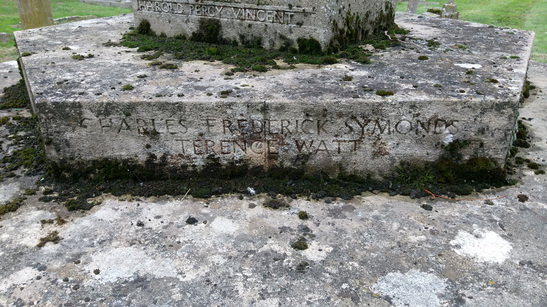 HAROLD PERCY VINCENT
CHARLES FREDERICK SYMONDS
TERENCE WATT